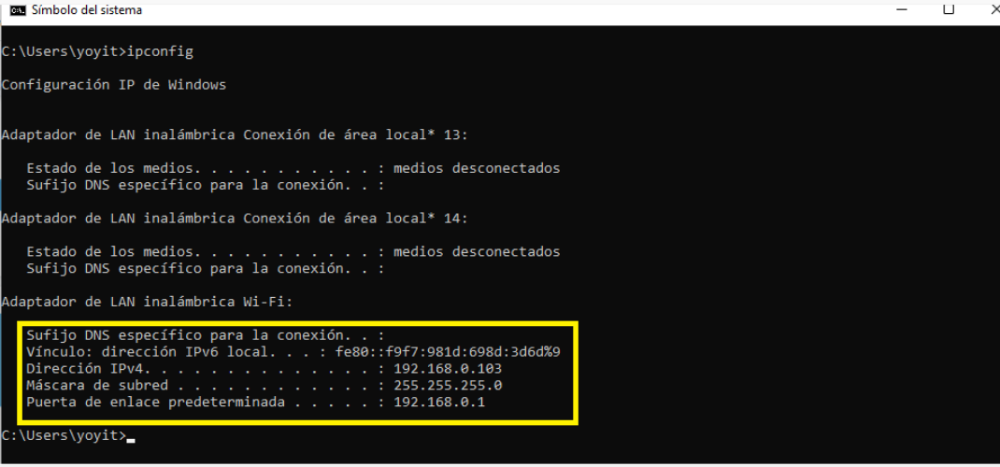 Símbolo del sistema
C:\Users\yoyit>ipconfig
Configuración IP de Windows
Adaptador de LAN inalámbrica Conexión de área local* 13:
Estado de los medios. . . . . . . . . . . : medios desconectados
Sufijo DNS específico para la conexión. . :
Adaptador de LAN inalámbrica Conexión de área local* 14:
Estado de los medios. . . . . . . . . . . : medios desconectados
Sufijo DNS específico para la conexión. . :
Adaptador de LAN inalámbrica Wi-Fi:
Sufijo DNS específico para la conexión. . :
Vínculo: dirección IPv6 local. . . : fe80::f9f7:981d:698d:3d6d%9
Dirección IPv4. . . . . . . . . . . . . . : 192.168.0.103
Máscara de subred . . . . . . . . . . . . : 255.255.255.0
Puerta de enlace predeterminada . . . . . : 192.168.0.1
C:\Users\yoyit>